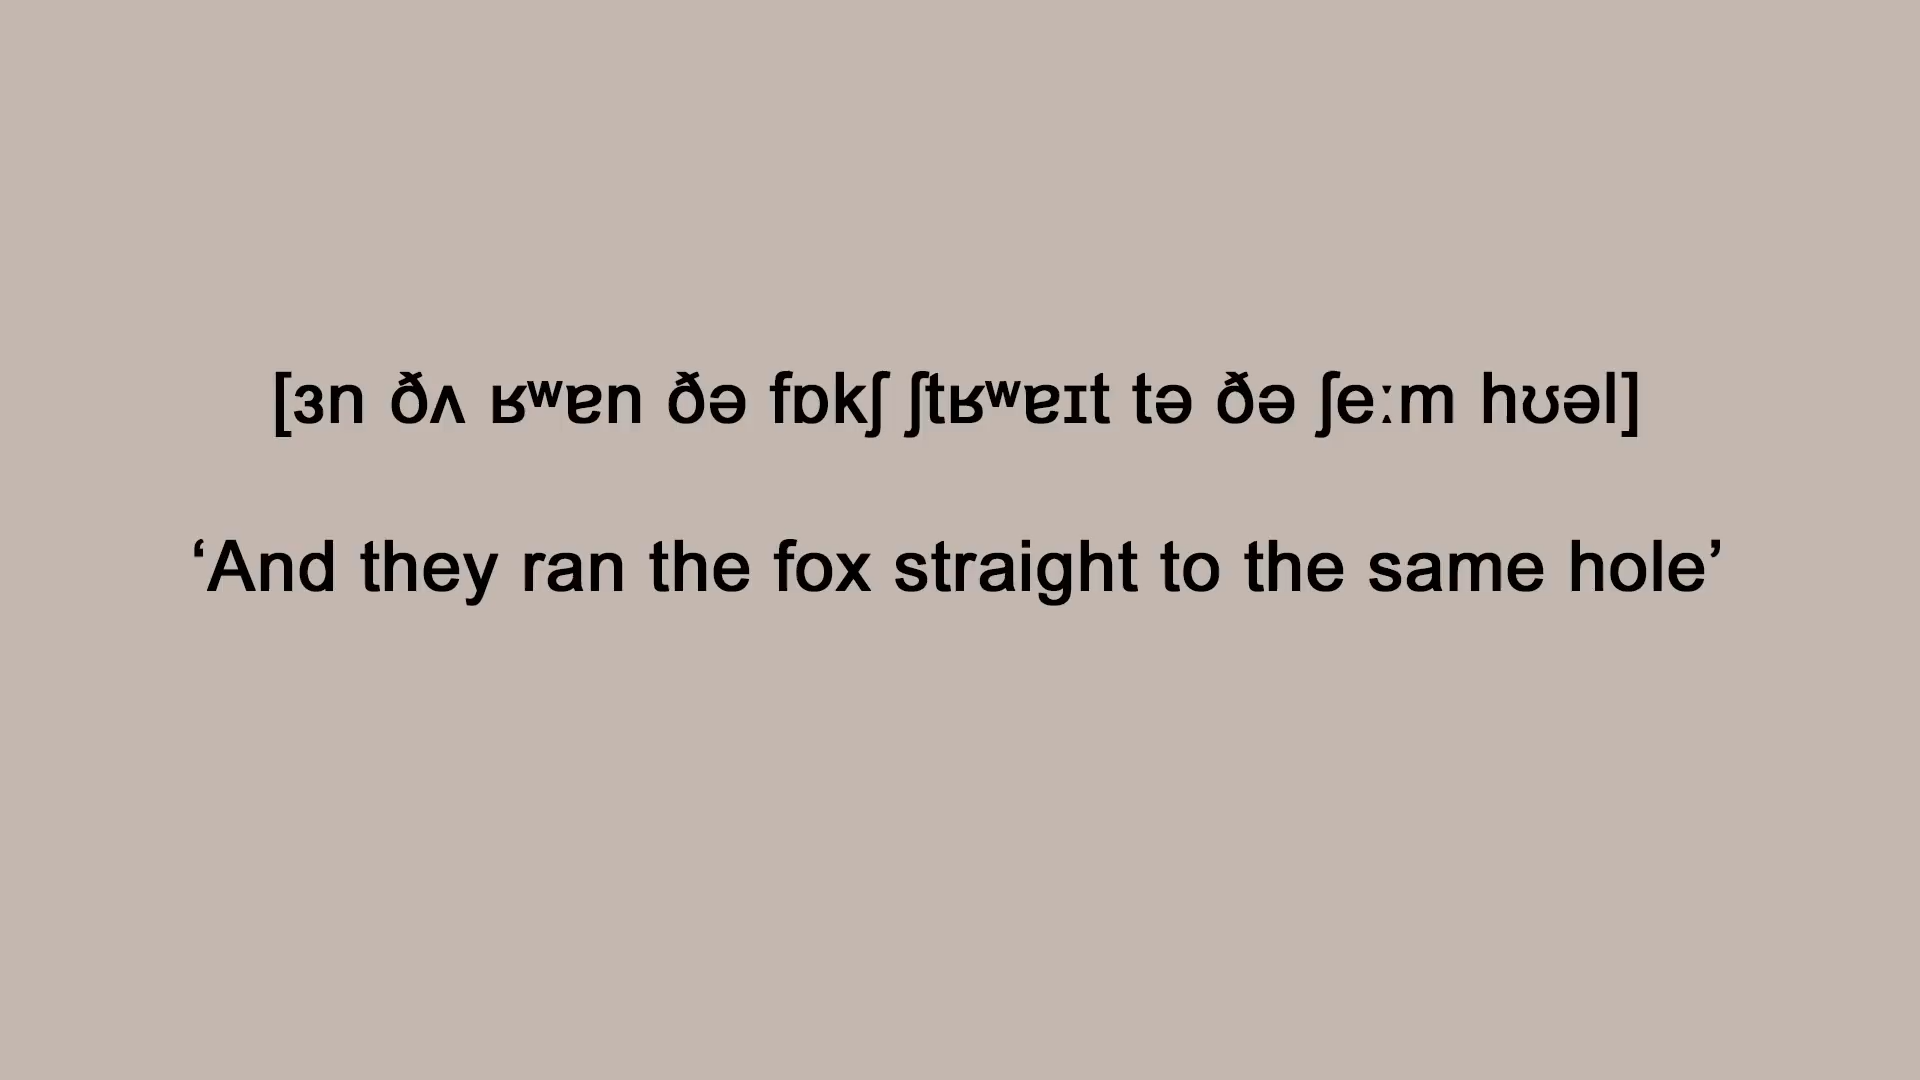 [ɜn ðʌ ʁʷɐn ðə fɒkʃ ʃtʁʷɐɪt tə ðə ʃeːm hʊəl]
‘And they ran the fox straight to the same hole’